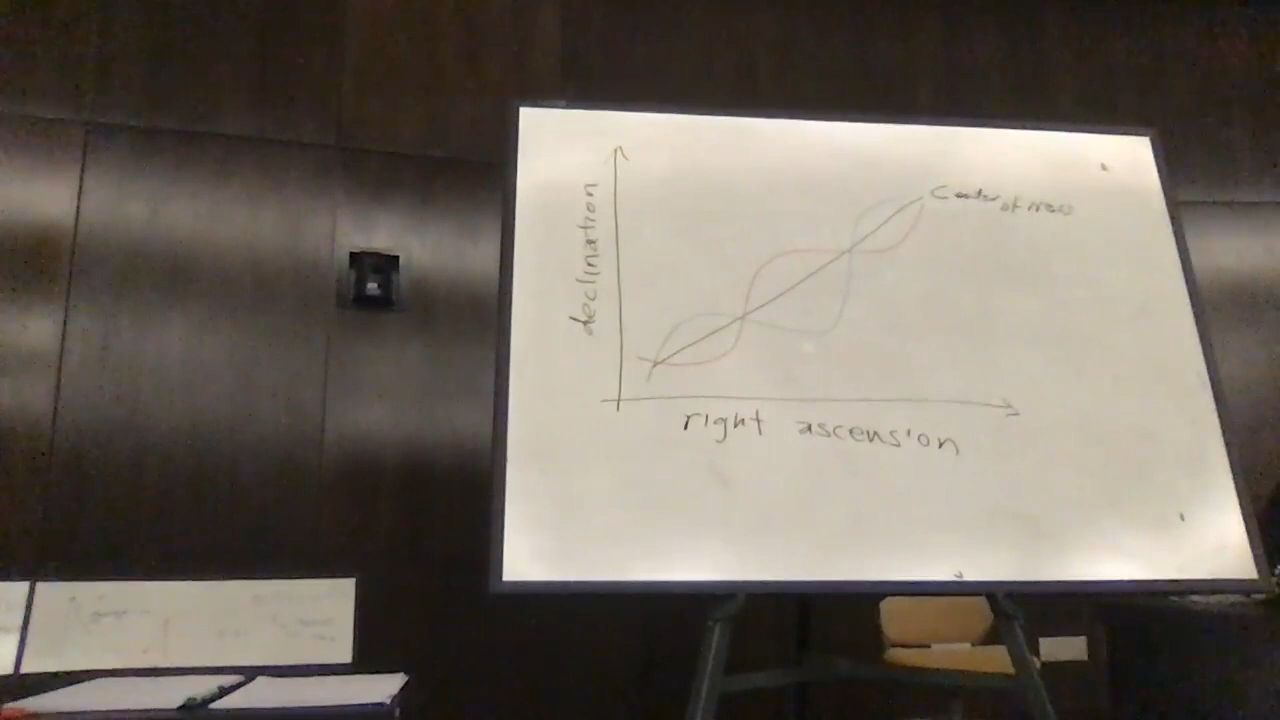 declination
Center
of mass
right ascension